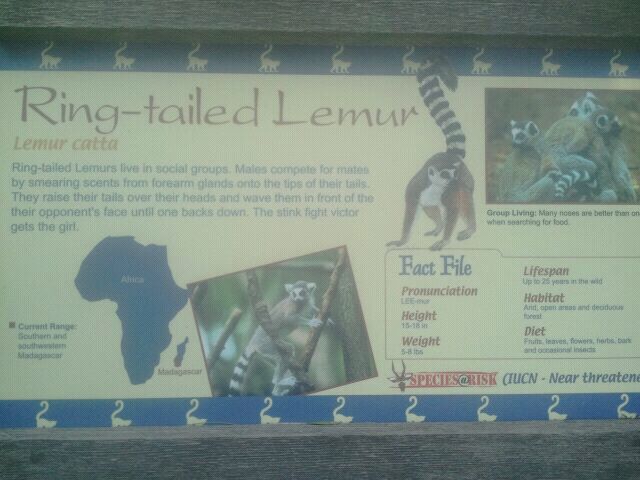 Ring-tailed Lemur
Lemur catta
Ring-tailed Lemurs live in social groups. Males compete for mates
by smearing scents from forearm glands onto the tips of their tails.
They raise their tails over their heads and wave them in front of the
their opponent's face until one backs down. The stink fight victor
gets the girl.
Group Living: Many noses are better than on
when searching for food.
Africa
Current Range:
Southern and
southwestern
Madagascar
Madagascar
Fact File
Pronunciation
LEE-mur
Height
15-18 in
Weight
5-8 lbs
Lifespan
Up to 25 years in the wild
Habitat
Arid, open areas and deciduous
forest
Diet
Fruits, leaves, flowers, herbs, bark
and occasional insects
SPECIES@RISK (IUCN - Near threatene